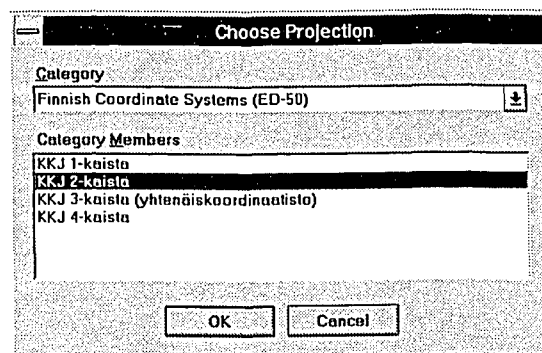 Choose Projection
Category
Finnish Coordinate Systems (ED-50)
Category Members
KKJ 1-kaista
KKJ 2-kaista
KKJ 3-kaista (yhtenäiskoordinaatisto)
KKJ 4-kaista
OK
Cancel